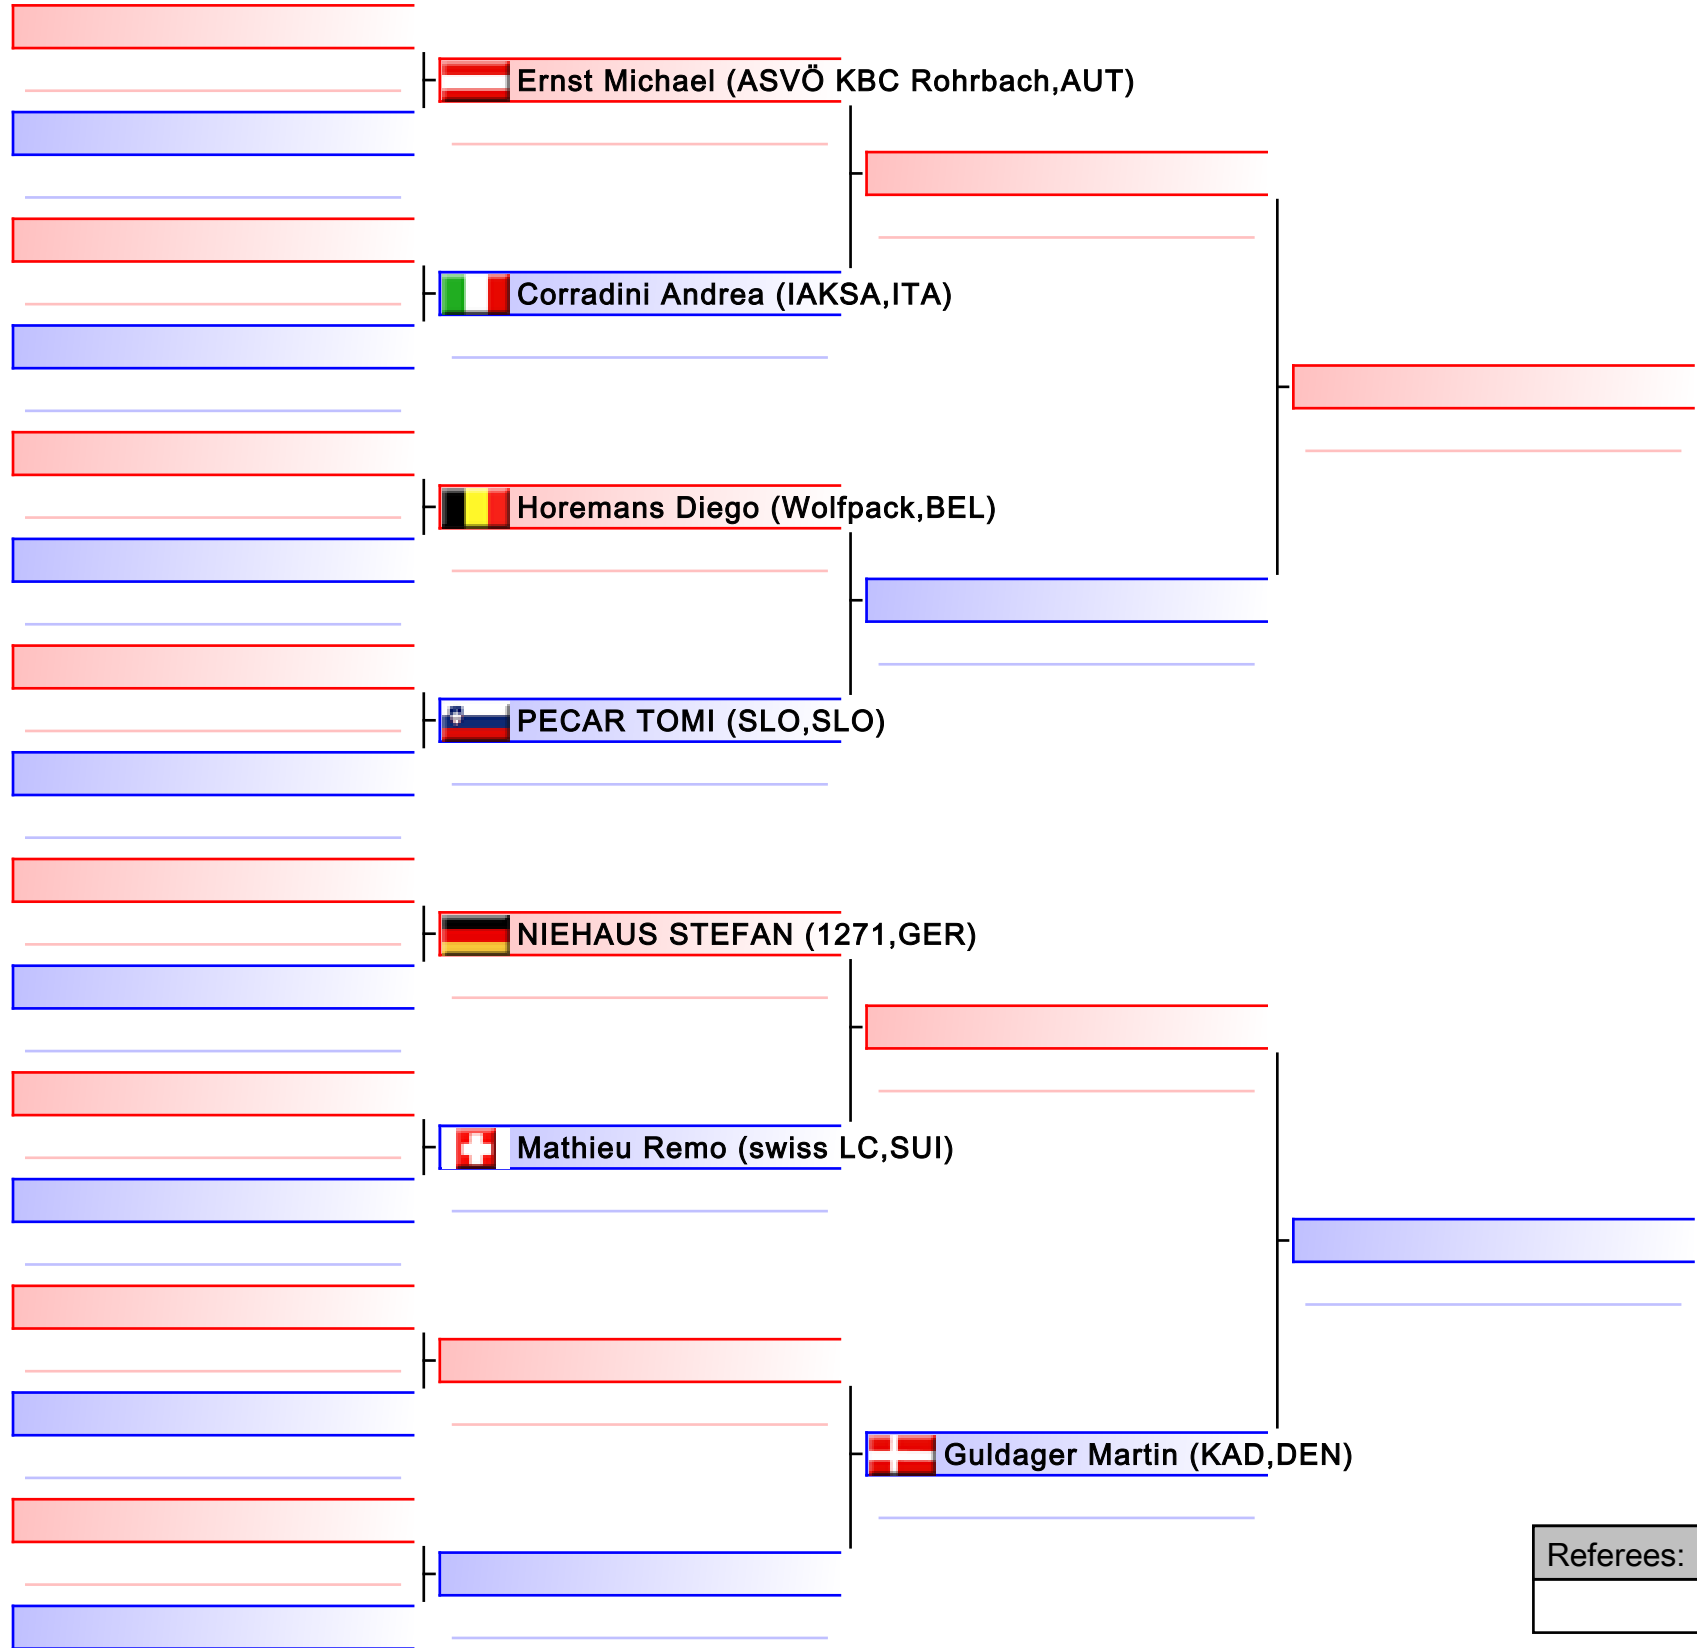 Ernst Michael (ASVÖ KBC Rohrbach,AUT)
Corradini Andrea (IAKSA,ITA)
Horemans Diego (Wolfpack,BEL)
PECAR TOMI (SLO,SLO)
NIEHAUS STEFAN (1271,GER)
Mathieu Remo (swiss LC,SUI)
Guldager Martin (KAD,DEN)
Referees: